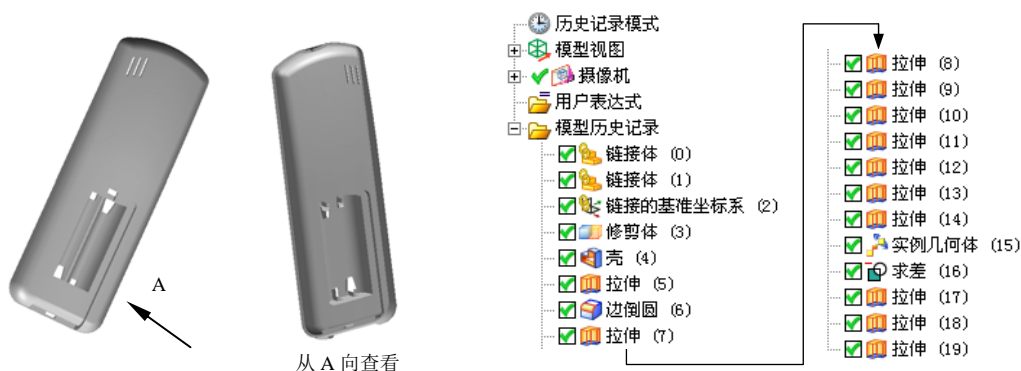 A
从 A 向查看
历史记录模式
模型视图
摄像机
用户表达式
模型历史记录
链接体 (0)
链接体 (1)
链接的基准坐标系 (2)
修剪体 (3)
壳 (4)
拉伸 (5)
边倒圆 (6)
拉伸 (7)
拉伸 (8)
拉伸 (9)
拉伸 (10)
拉伸 (11)
拉伸 (12)
拉伸 (13)
拉伸 (14)
实例几何体 (15)
求差 (16)
拉伸 (17)
拉伸 (18)
拉伸 (19)